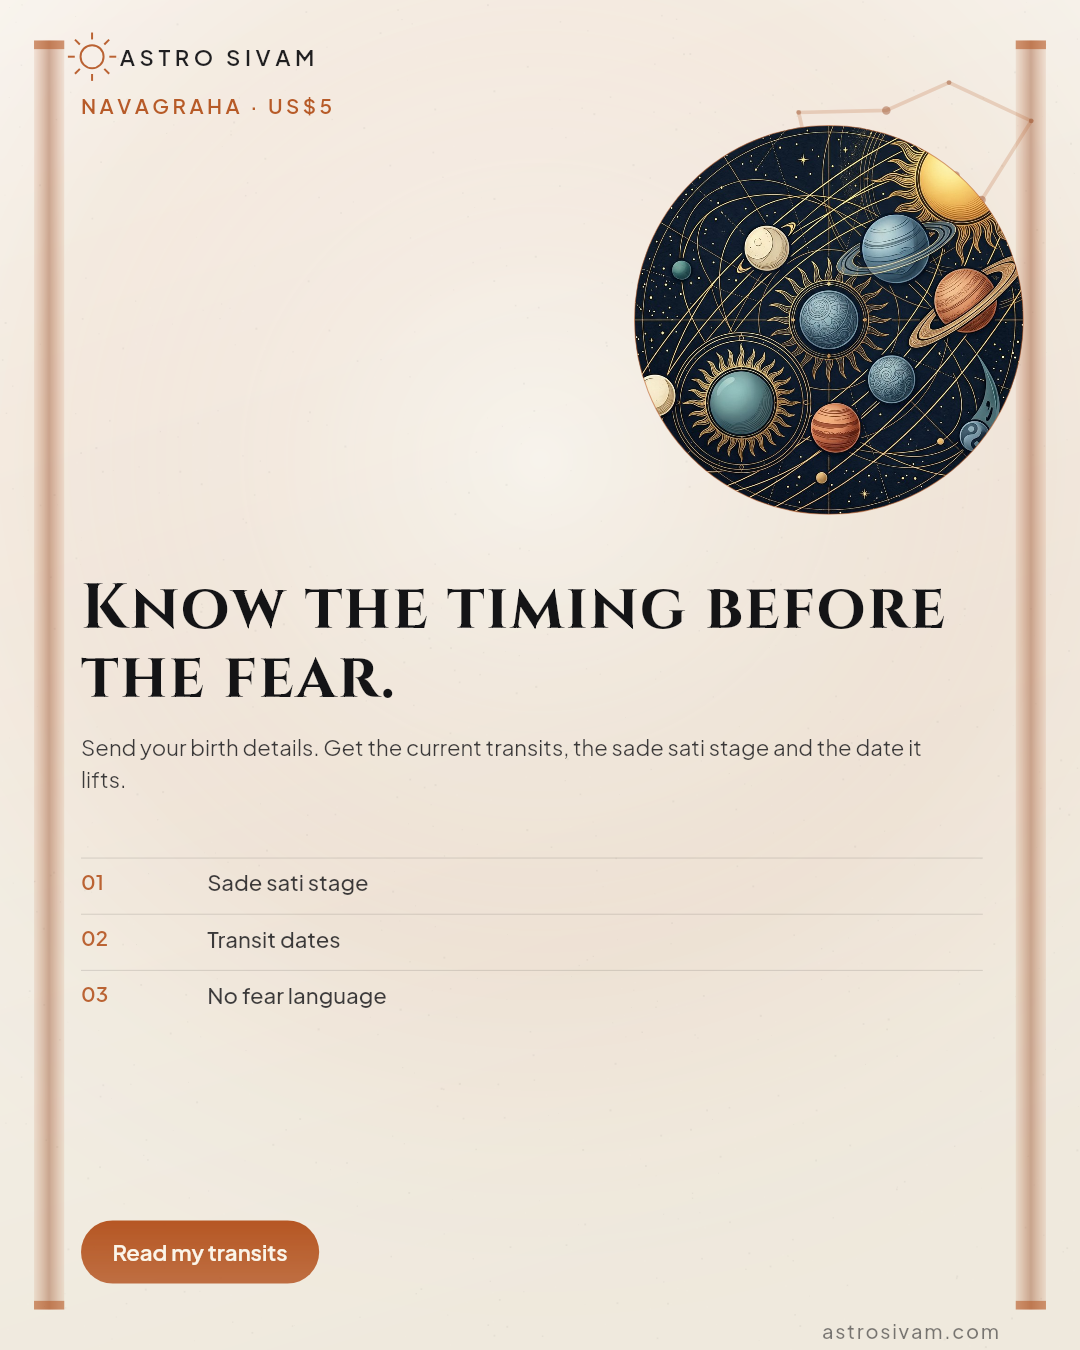 ASTRO SIVAM
NAVAGRAHA · US$5
Know the timing before
the fear.
Send your birth details. Get the current transits, the sade sati stage and the date it
lifts.
01 Sade sati stage
02 Transit dates
03 No fear language
Read my transits
astrosivam.com